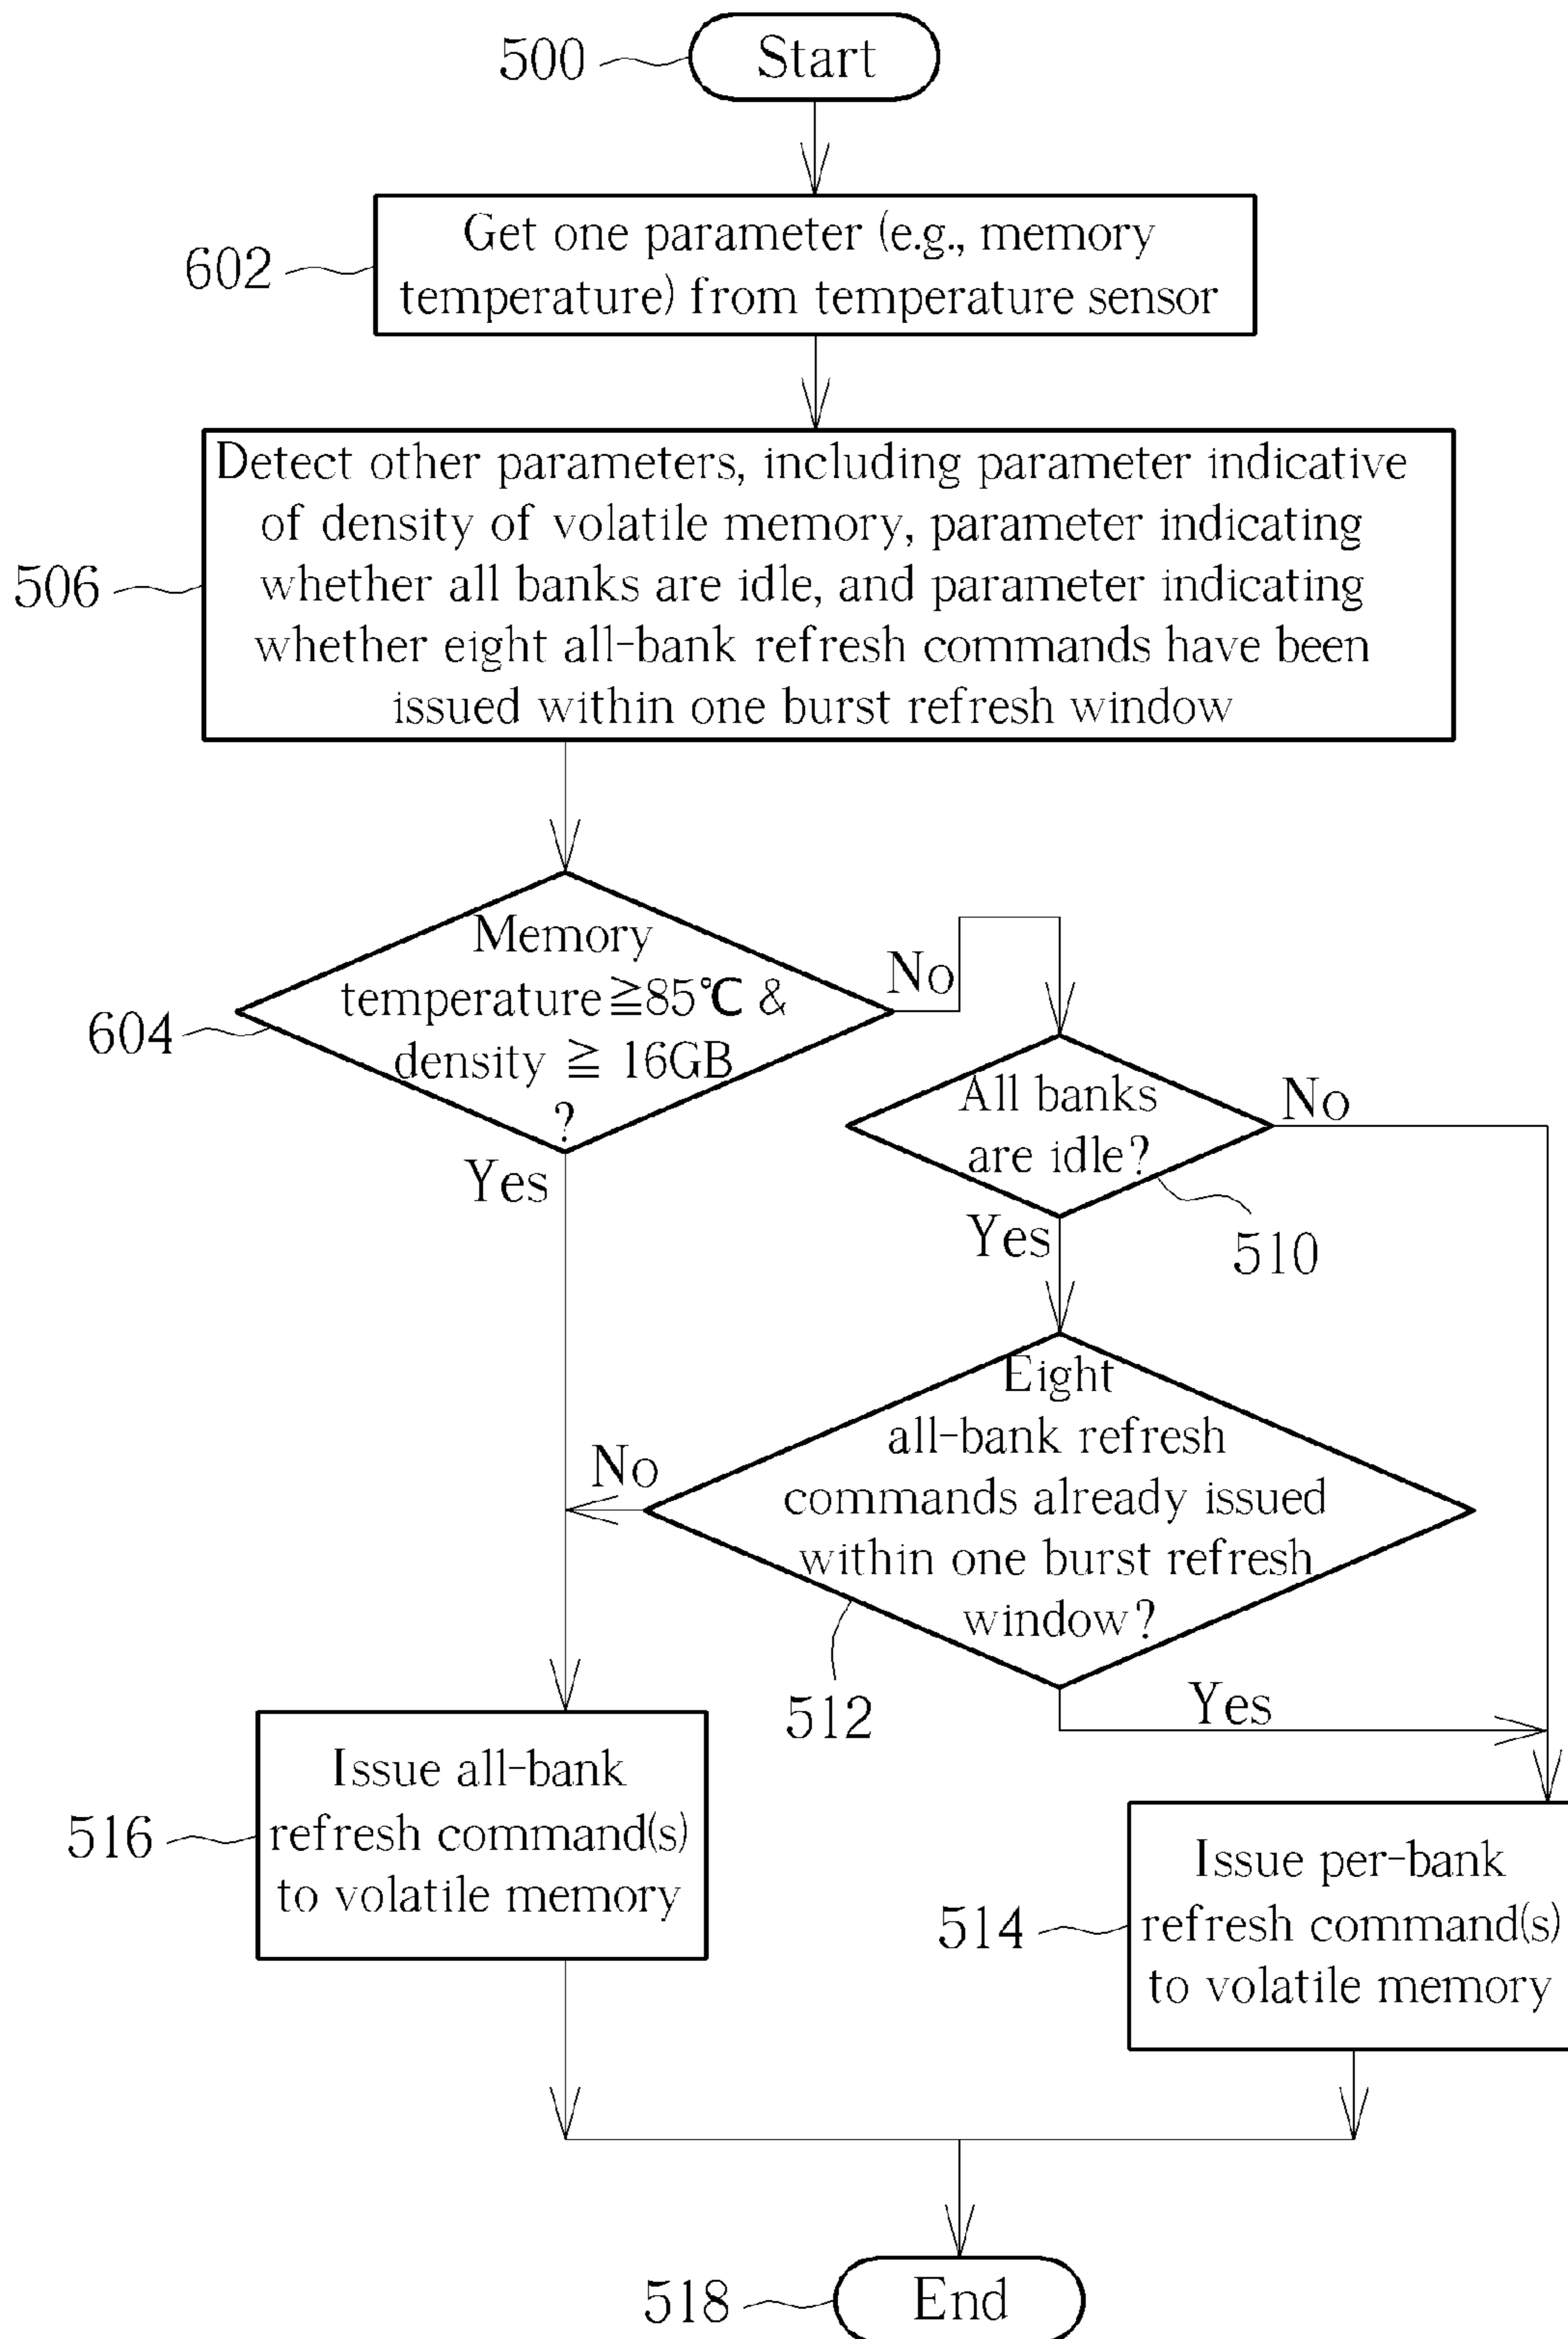 500
Start
602
Get one parameter (e.g., memory
temperature) from temperature sensor
506
Detect other parameters, including parameter indicative
of density of volatile memory, parameter indicating
whether all banks are idle, and parameter indicating
whether eight all-bank refresh commands have been
issued within one burst refresh window
604
Memory
temperature≧85℃ &
density ≧ 16GB
?
No
Yes
All banks
are idle?
No
510
Yes
Eight
all-bank refresh
commands already issued
within one burst refresh
window?
No
512
Yes
516
Issue all-bank
refresh command(s)
to volatile memory
514
Issue per-bank
refresh command(s)
to volatile memory
518
End